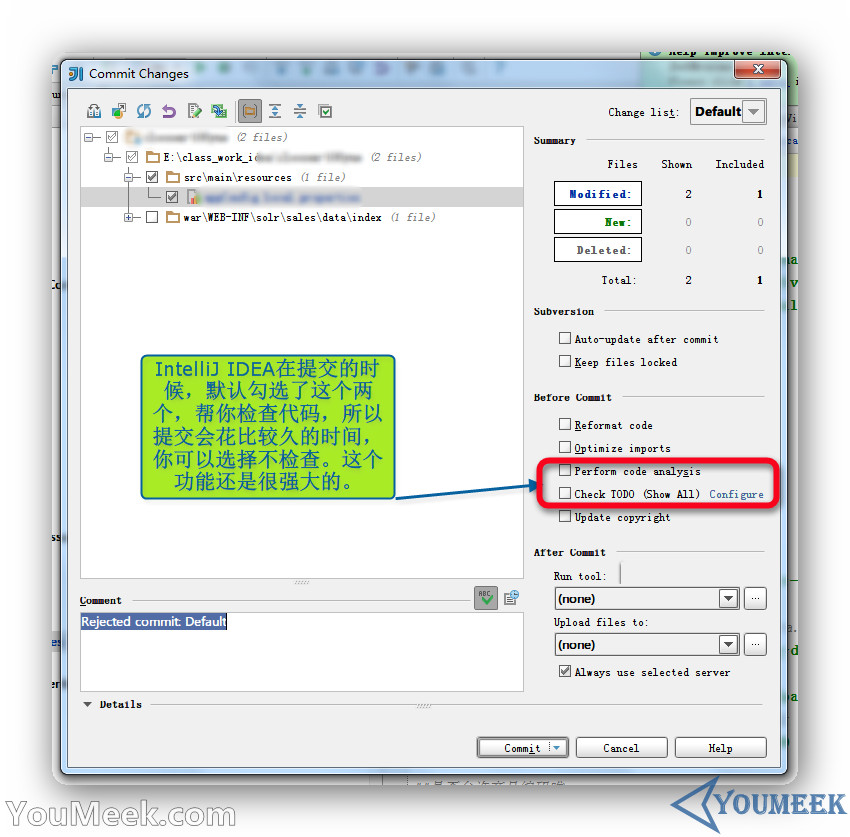 Commit Changes
Change list: Default
(2 files)
E:\class_work_i (2 files)
src\main\resources (1 file)
war\WEB-INF\solr\sales\data\index (1 file)
Summary
Files Shown Included
Modified: 2 1
New: 0 0
Deleted: 0 0
Total: 2 1
Subversion
Auto-update after commit
Keep files locked
Before Commit
Reformat code
Optimize imports
Perform code analysis
Check TODO (Show All) Configure
Update copyright
IntelliJ IDEA在提交的时
候，默认勾选了这个两
个，帮你检查代码，所以
提交会花比较久的时间，
你可以选择不检查。这个
功能还是很强大的。
After Commit
Run tool:
(none)
Upload files to:
(none)
Always use selected server
Comment
ABC
Rejected commit: Default
Details
Commit Cancel Help
YouMeek.com
YOUMEEK